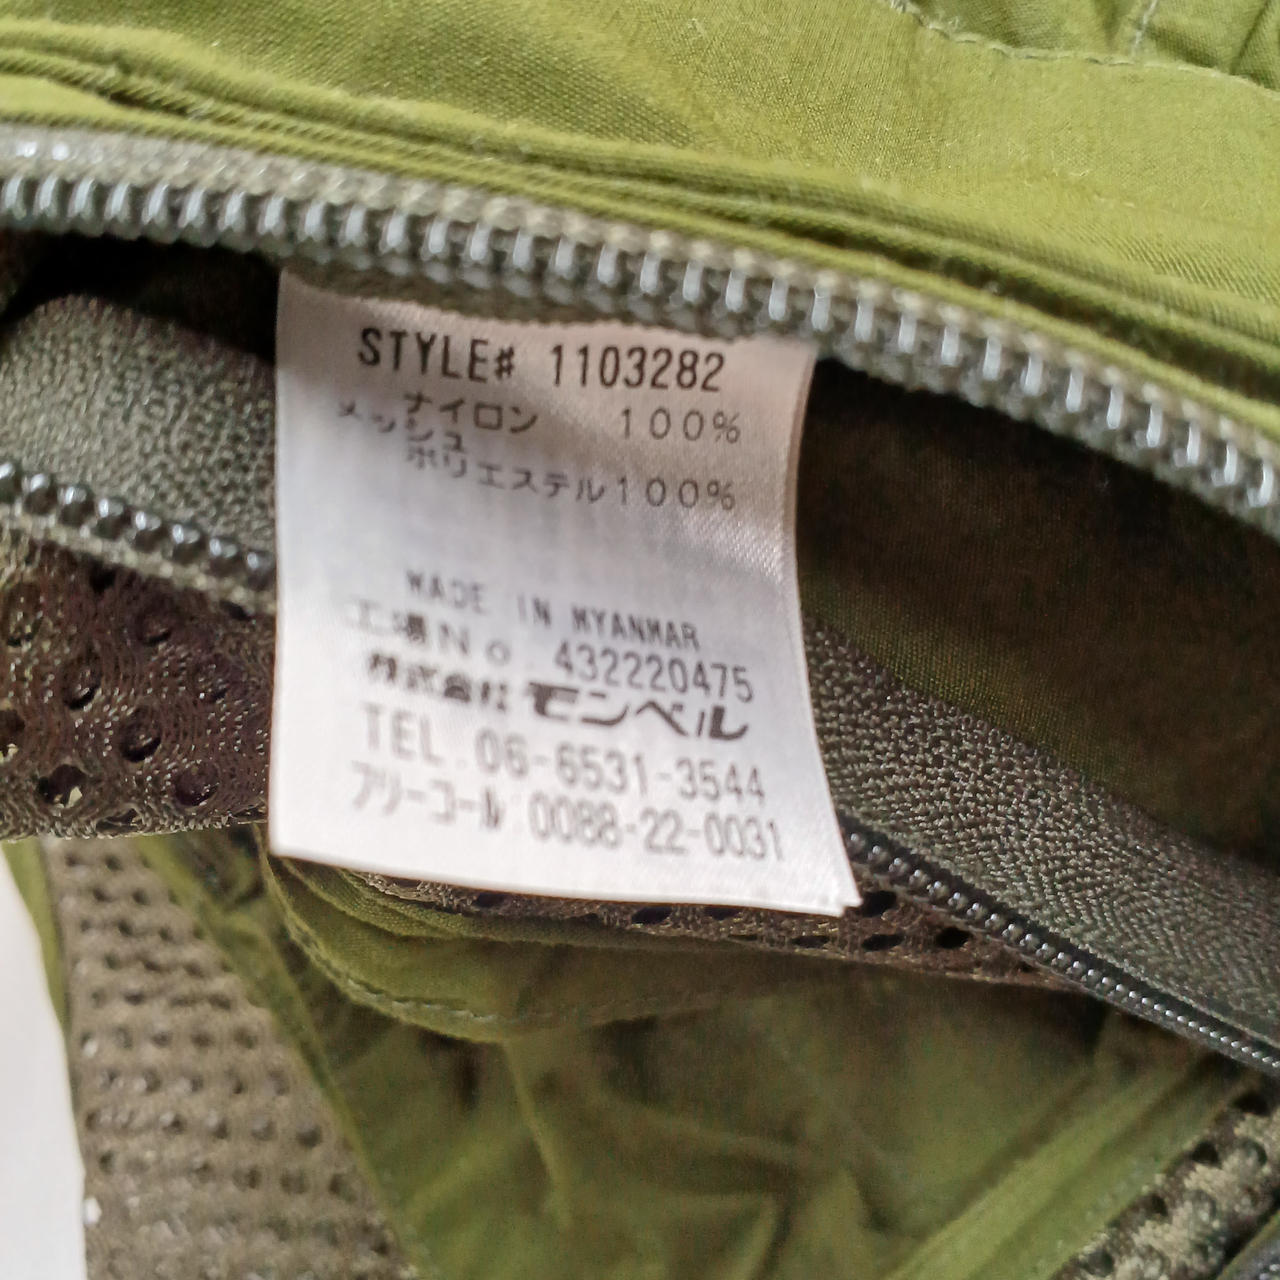 STYLE# 1103282
ナイロン 100%
メッシュ
ポリエステル100%
MADE IN MYANMAR
工場No 432220475
株式会社モンベル
TEL 06-6531-3544
フリーコール 0088-22-0031